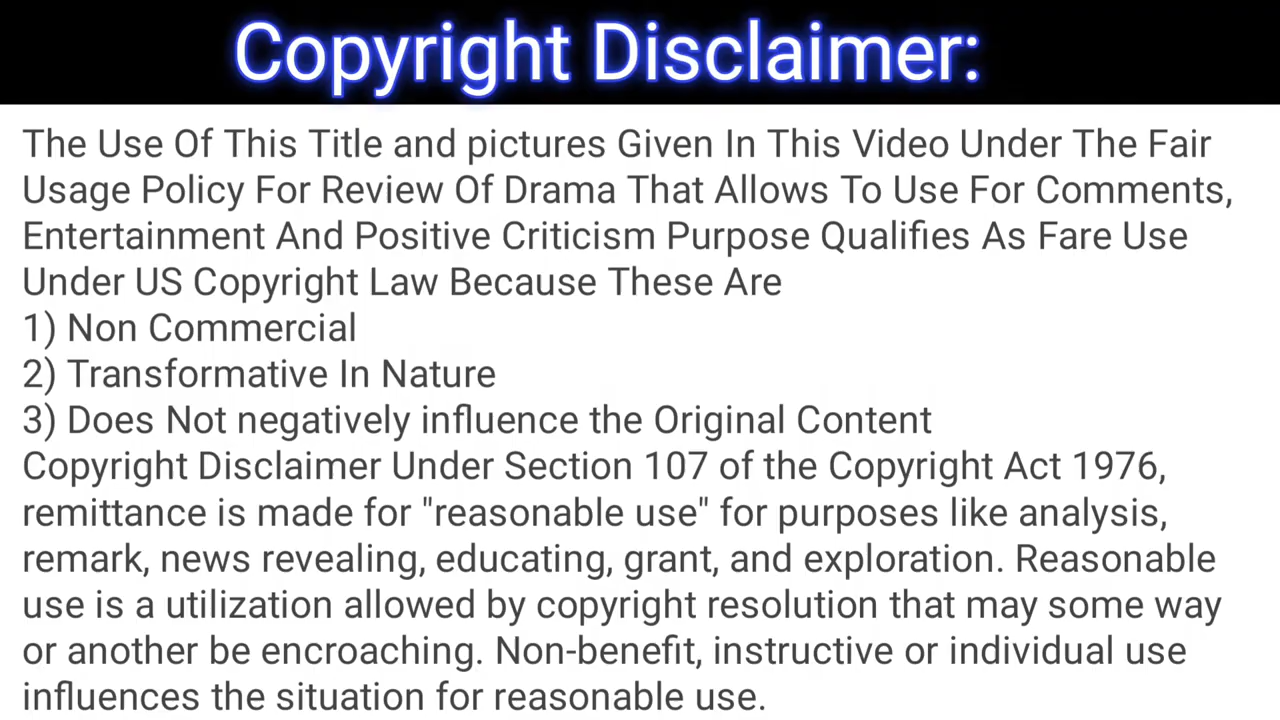 Copyright Disclaimer:
The Use Of This Title and pictures Given In This Video Under The Fair
Usage Policy For Review Of Drama That Allows To Use For Comments,
Entertainment And Positive Criticism Purpose Qualifies As Fare Use
Under US Copyright Law Because These Are
1) Non Commercial
2) Transformative In Nature
3) Does Not negatively influence the Original Content
Copyright Disclaimer Under Section 107 of the Copyright Act 1976,
remittance is made for "reasonable use" for purposes like analysis,
remark, news revealing, educating, grant, and exploration. Reasonable
use is a utilization allowed by copyright resolution that may some way
or another be encroaching. Non-benefit, instructive or individual use
influences the situation for reasonable use.